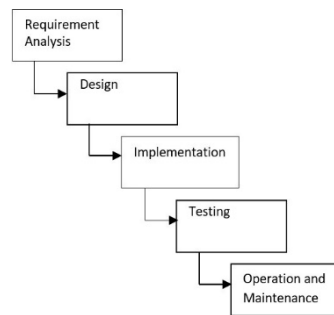 Requirement
Analysis
Design
Implementation
Testing
Operation and
Maintenance